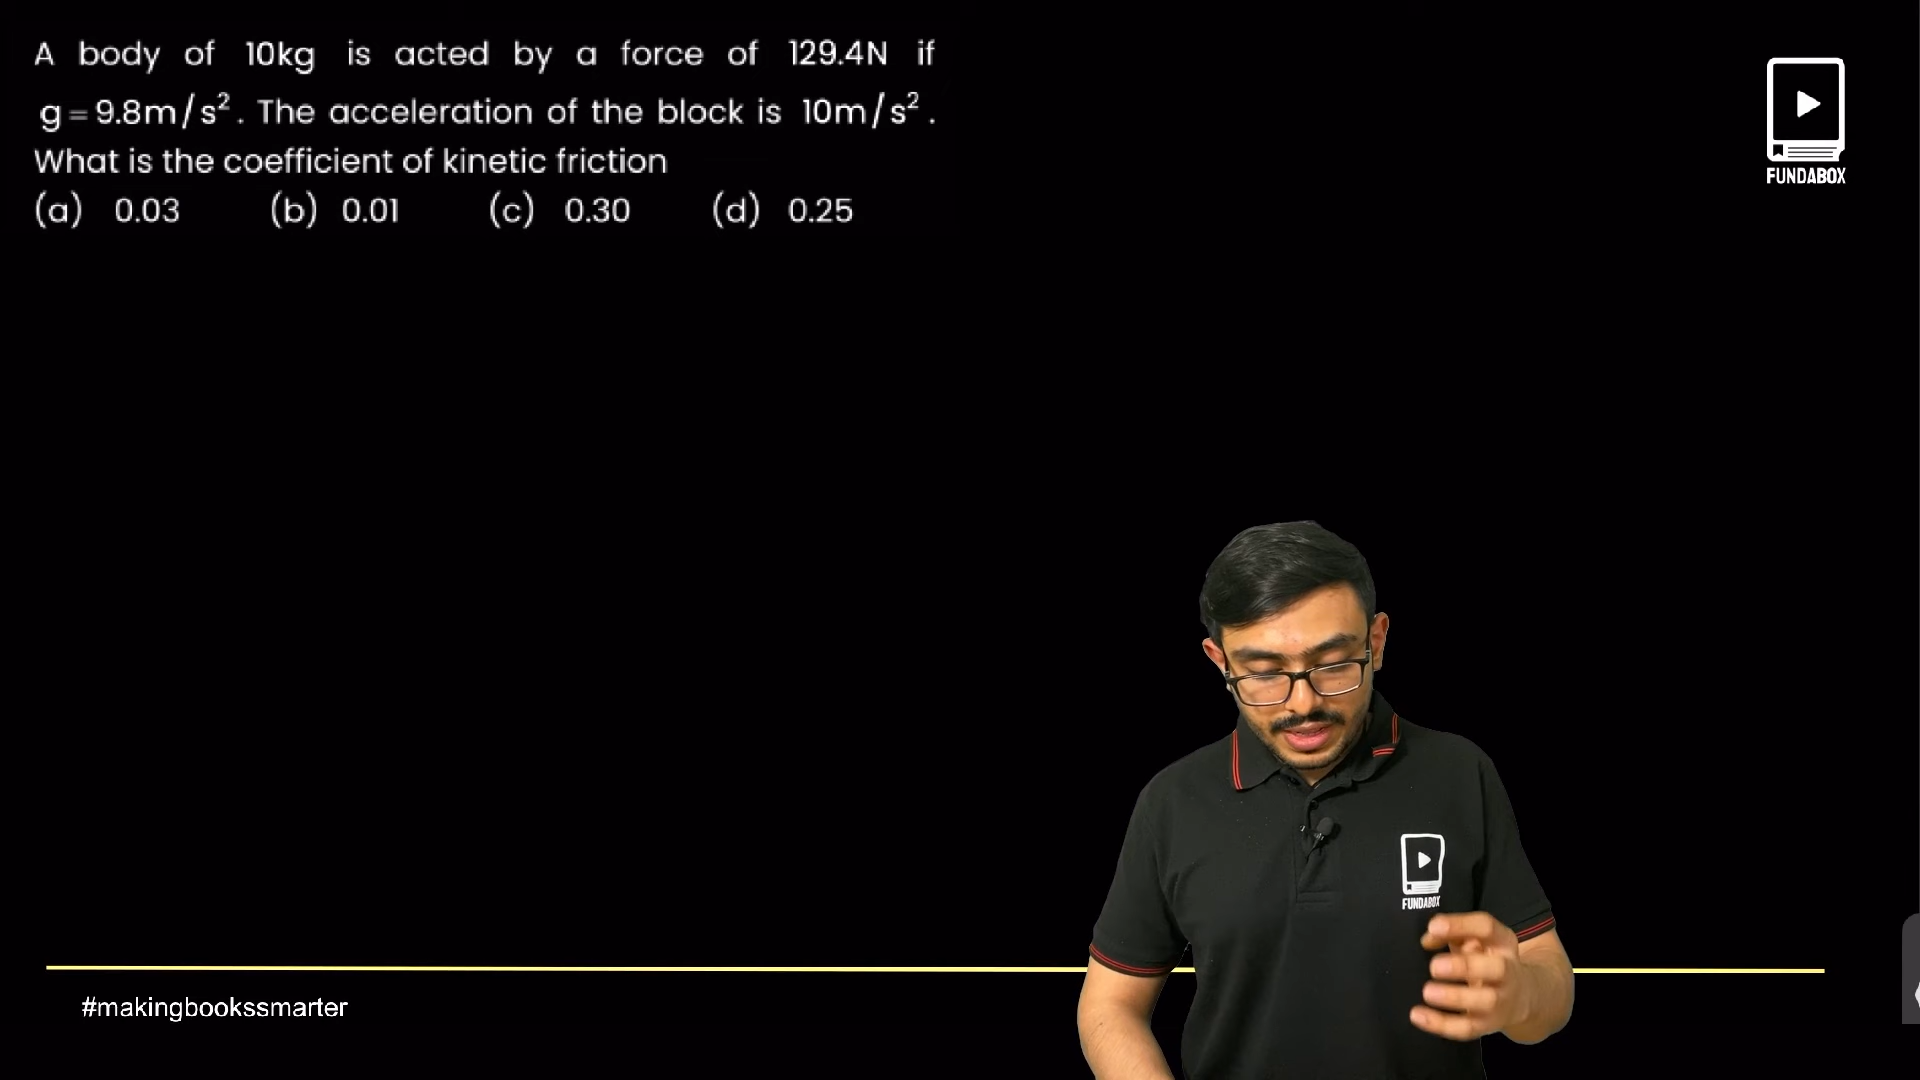 A body of 10kg is acted by a force of 129.4N if
g = 9.8m/s². The acceleration of the block is 10m/s².
What is the coefficient of kinetic friction
(a) 0.03 (b) 0.01 (c) 0.30 (d) 0.25
FUNDABOX
FUNDABOX
#makingbookssmarter